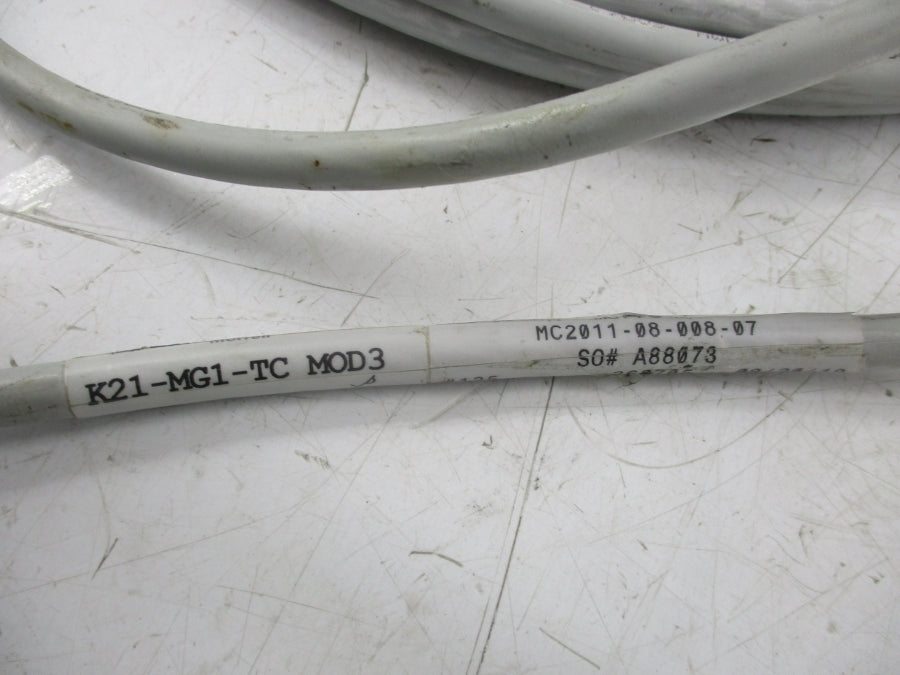 K21-MG1-TC MOD3
MC2011-08-008-07
SO# A88073